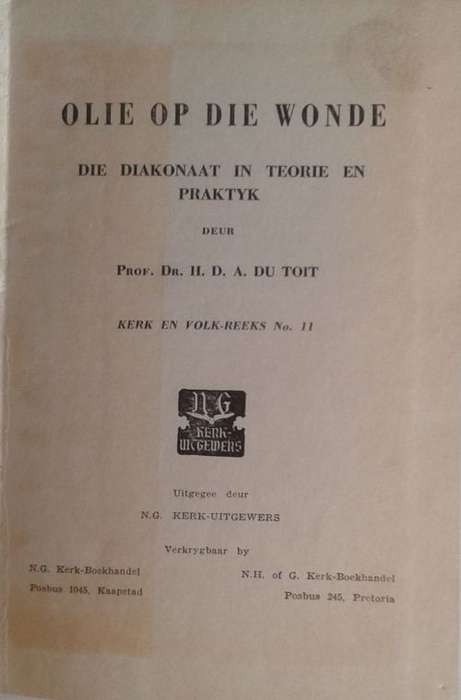 OLIE OP DIE WONDE
DIE DIAKONAAT IN TEORIE EN
PRAKTYK
DEUR
PROF. DR. H. D. A. DU TOIT
KERK EN VOLK-REEKS No. 11
N G
KERK-
UITGEWERS
Uitgegee deur
N.G. KERK-UITGEWERS
Verkrygbaar by
N.G. Kerk-Boekhandel
Posbus 1045, Kaapstad
N.H. of G. Kerk-Boekhandel
Posbus 245, Pretoria